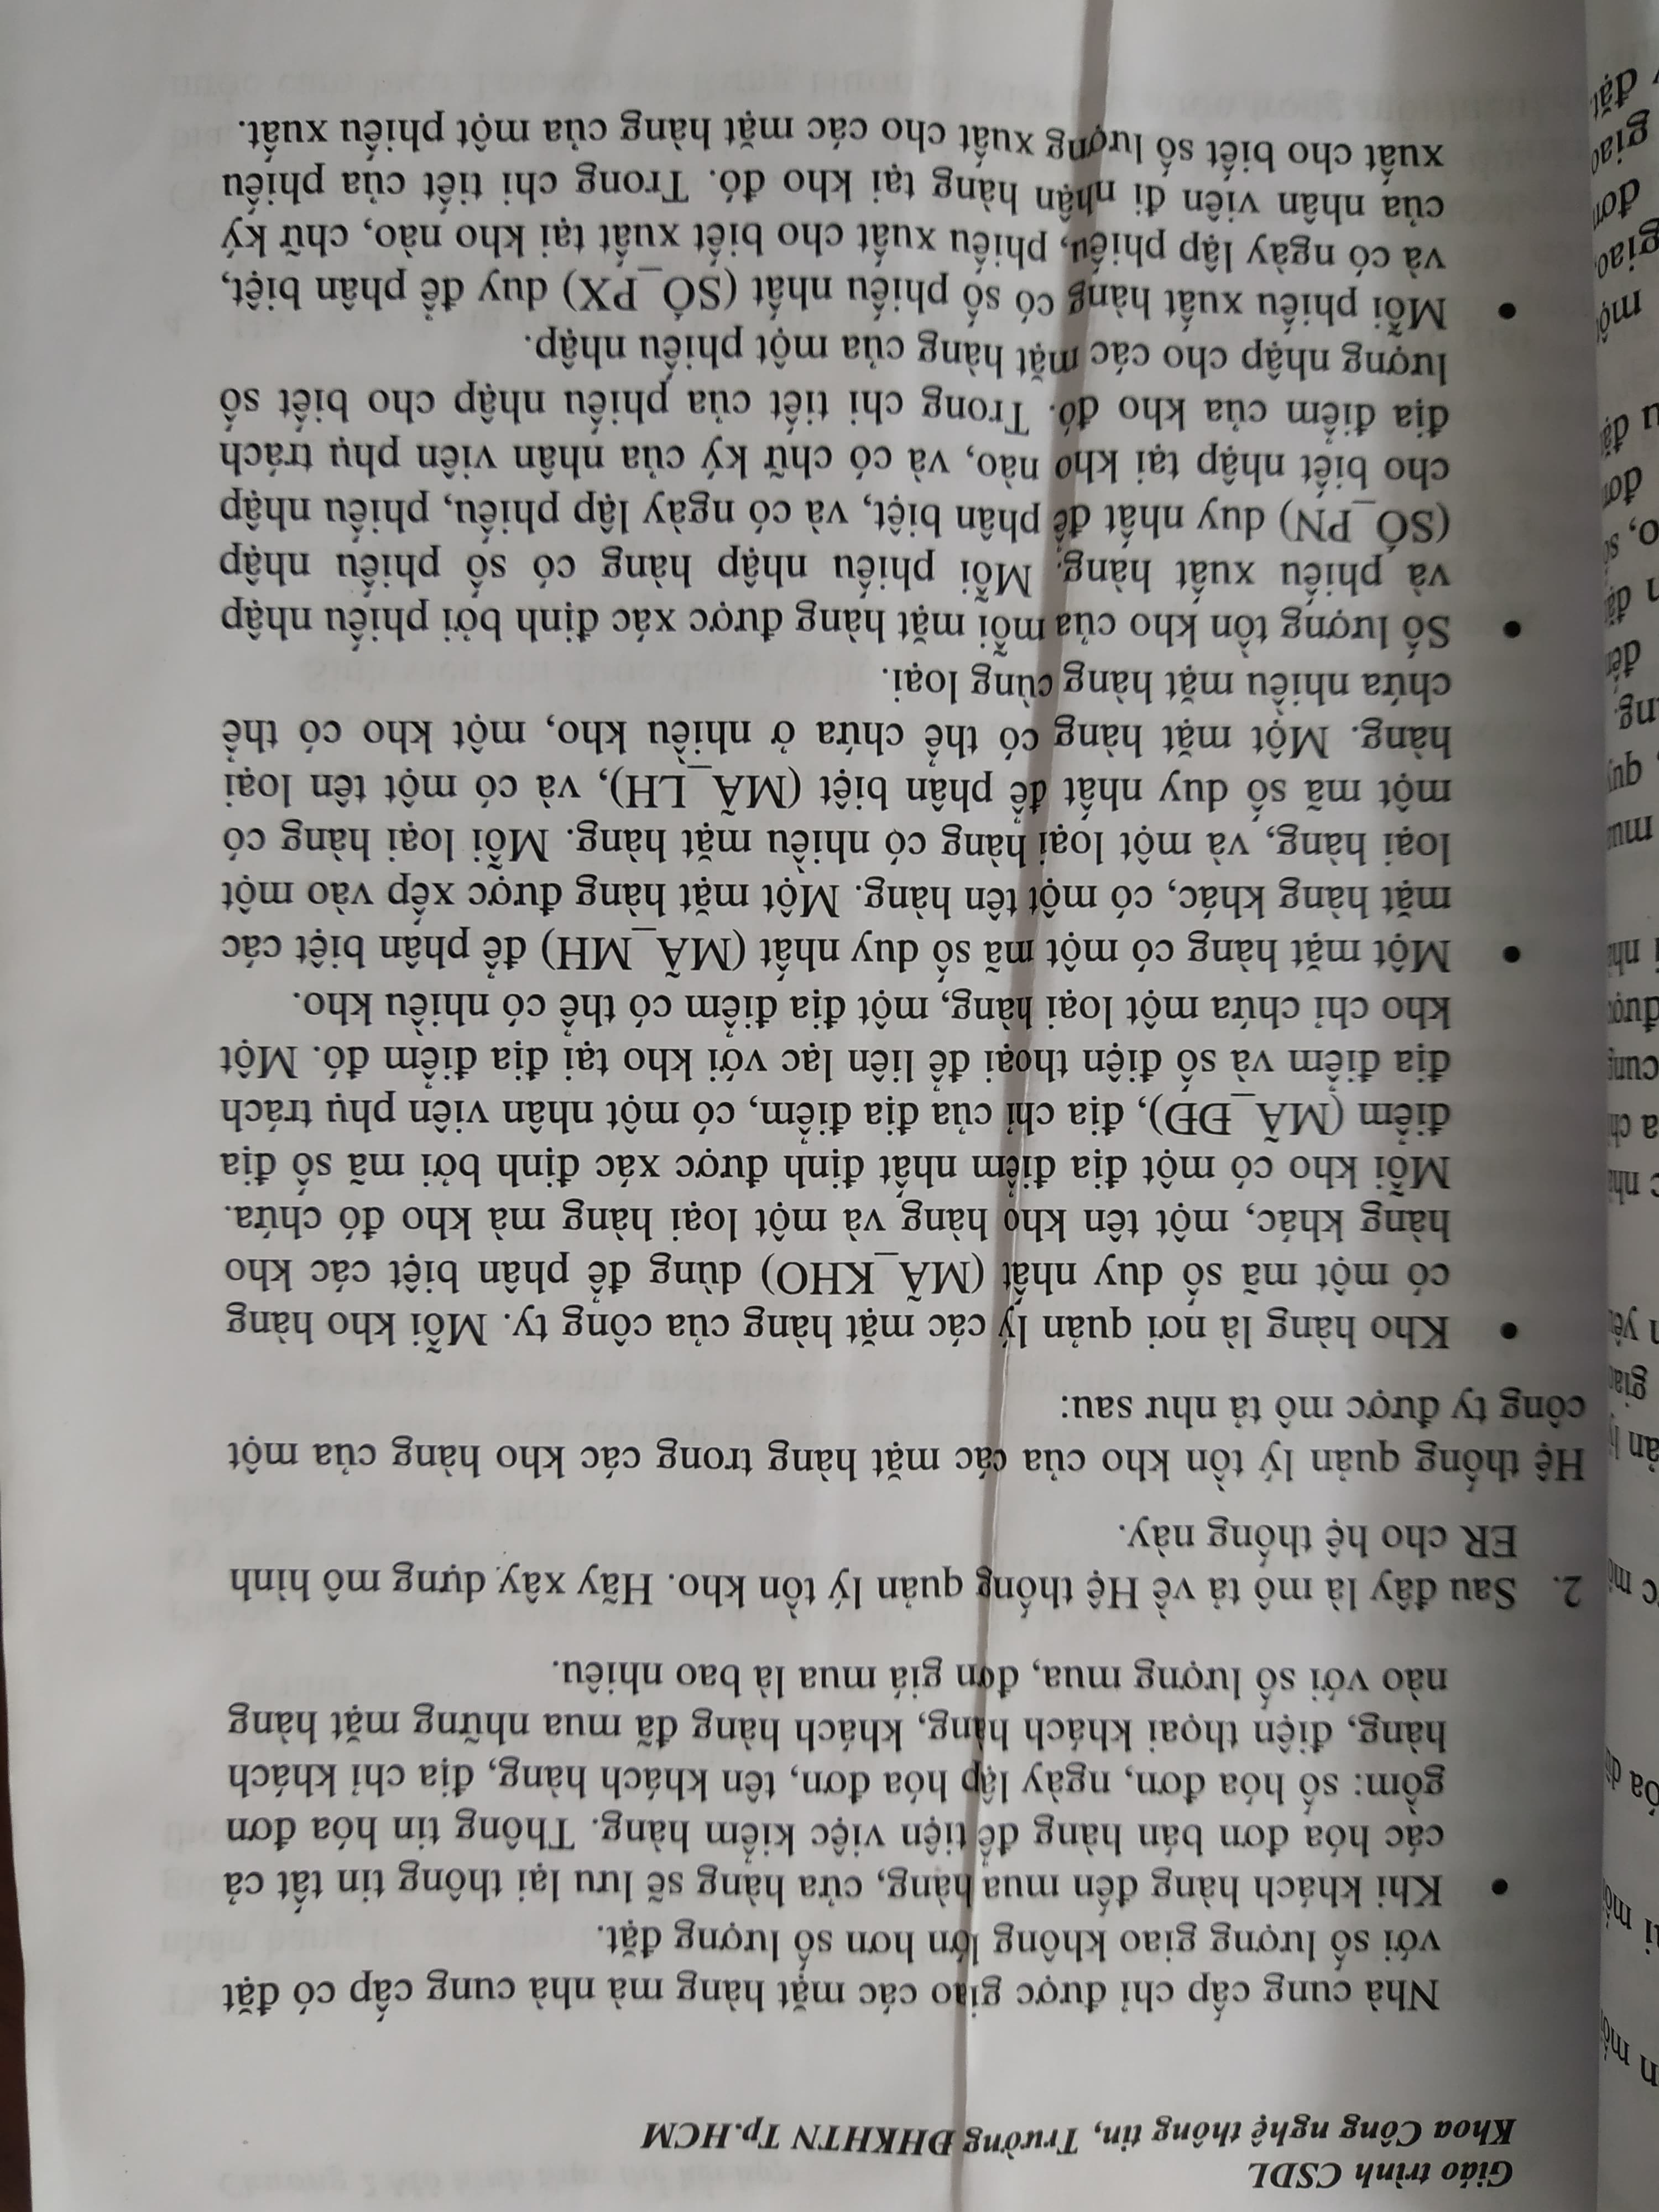 Giáo trình CSDL
Khoa Công nghệ thông tin, Trường ĐHKHTN Tp.HCM
Nhà cung cấp chỉ được giao các mặt hàng mà nhà cung cấp có đặt
với số lượng giao không lớn hơn số lượng đặt.
• Khi khách hàng đến mua hàng, cửa hàng sẽ lưu lại thông tin tất cả
các hóa đơn bán hàng để tiện việc kiểm hàng. Thông tin hóa đơn
gồm: số hóa đơn, ngày lập hóa đơn, tên khách hàng, địa chỉ khách
hàng, điện thọai khách hàng, khách hàng đã mua những mặt hàng
nào với số lượng mua, đơn giá mua là bao nhiêu.
2. Sau đây là mô tả về Hệ thống quản lý tồn kho. Hãy xây dựng mô hình
ER cho hệ thống này.
Hệ thống quản lý tồn kho của các mặt hàng trong các kho hàng của một
công ty được mô tả như sau:
• Kho hàng là nơi quản lý các mặt hàng của công ty. Mỗi kho hàng
có một mã số duy nhất (MÃ_KHO) dùng để phân biệt các kho
hàng khác, một tên kho hàng và một loại hàng mà kho đó chứa.
Mỗi kho có một địa điểm nhất định được xác định bởi mã số địa
điểm (MÃ_ĐĐ), địa chỉ của địa điểm, có một nhân viên phụ trách
địa điểm và số điện thoại để liên lạc với kho tại địa điểm đó. Một
kho chỉ chứa một loại hàng, một địa điểm có thể có nhiều kho.
• Một mặt hàng có một mã số duy nhất (MÃ_MH) để phân biệt các
mặt hàng khác, có một tên hàng. Một mặt hàng được xếp vào một
loại hàng, và một loại hàng có nhiều mặt hàng. Mỗi loại hàng có
một mã số duy nhất để phân biệt (MÃ_LH), và có một tên loại
hàng. Một mặt hàng có thể chứa ở nhiều kho, một kho có thể
chứa nhiều mặt hàng cùng loại.
• Số lượng tồn kho của mỗi mặt hàng được xác định bởi phiếu nhập
và phiếu xuất hàng. Mỗi phiếu nhập hàng có số phiếu nhập
(SỐ_PN) duy nhất để phân biệt, và có ngày lập phiếu, phiếu nhập
cho biết nhập tại kho nào, và có chữ ký của nhân viên phụ trách
địa điểm của kho đó. Trong chi tiết của phiếu nhập cho biết số
lượng nhập cho các mặt hàng của một phiếu nhập.
• Mỗi phiếu xuất hàng có số phiếu nhất (SỐ_PX) duy để phân biệt,
và có ngày lập phiếu, phiếu xuất cho biết xuất tại kho nào, chữ ký
của nhân viên đi nhận hàng tại kho đó. Trong chi tiết của phiếu
xuất cho biết số lượng xuất cho các mặt hàng của một phiếu xuất.